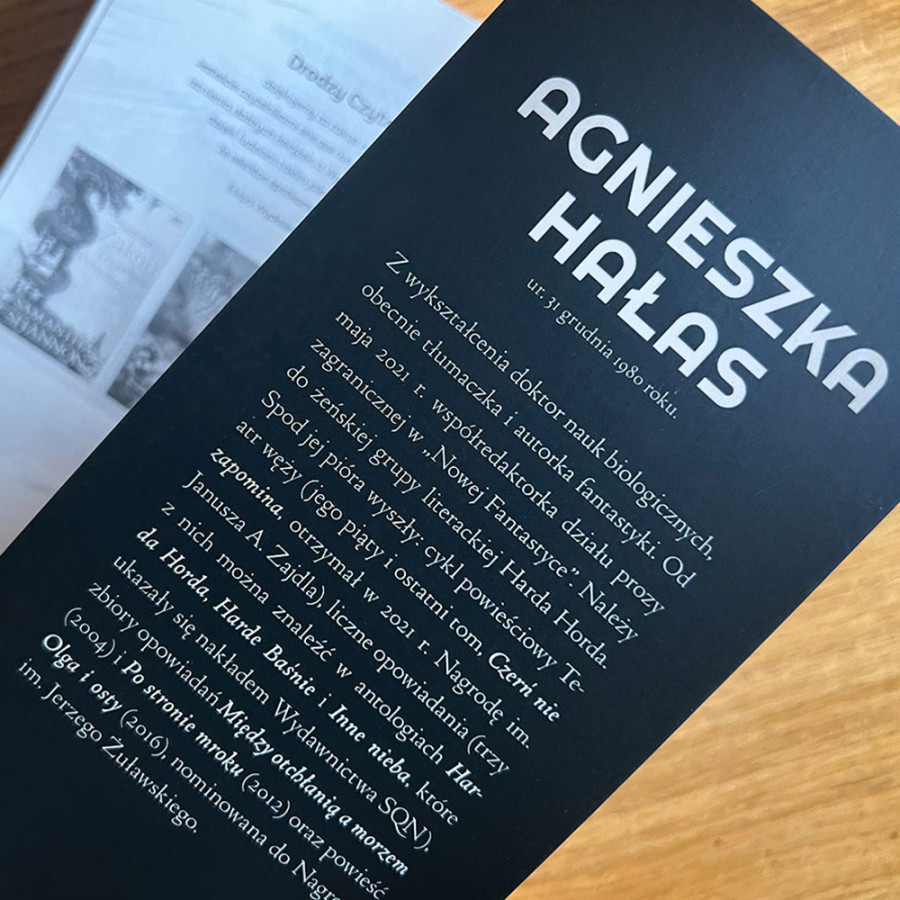 Drodzy Czyt
AGNIESZKA
HAŁAS
ur. 31 grudnia 1980 roku.
Z wykształcenia doktor nauk biologicznych,
obecnie tłumaczka i autorka fantastyki. Od
maja 2021 r. współredaktorka działu prozy
zagranicznej w „Nowej Fantastyce”. Należy
do żeńskiej grupy literackiej Harda Horda.
Spod jej pióra wyszły: cykl powieściowy Te-
atr węży (jego piąty i ostatni tom, Czerń nie
zapomina, otrzymał w 2021 r. Nagrodę im.
Janusza A. Zajdla), liczne opowiadania (trzy
z nich można znaleźć w antologiach Har-
da Horda, Harde Baśnie i Inne nieba, które
ukazały się nakładem Wydawnictwa SQN),
zbiory opowiadań Między otchłanią a morzem
(2004) i Po stronie mroku (2012) oraz powieść
Olga i osty (2016), nominowana do Nagro
im. Jerzego Żuławskiego.